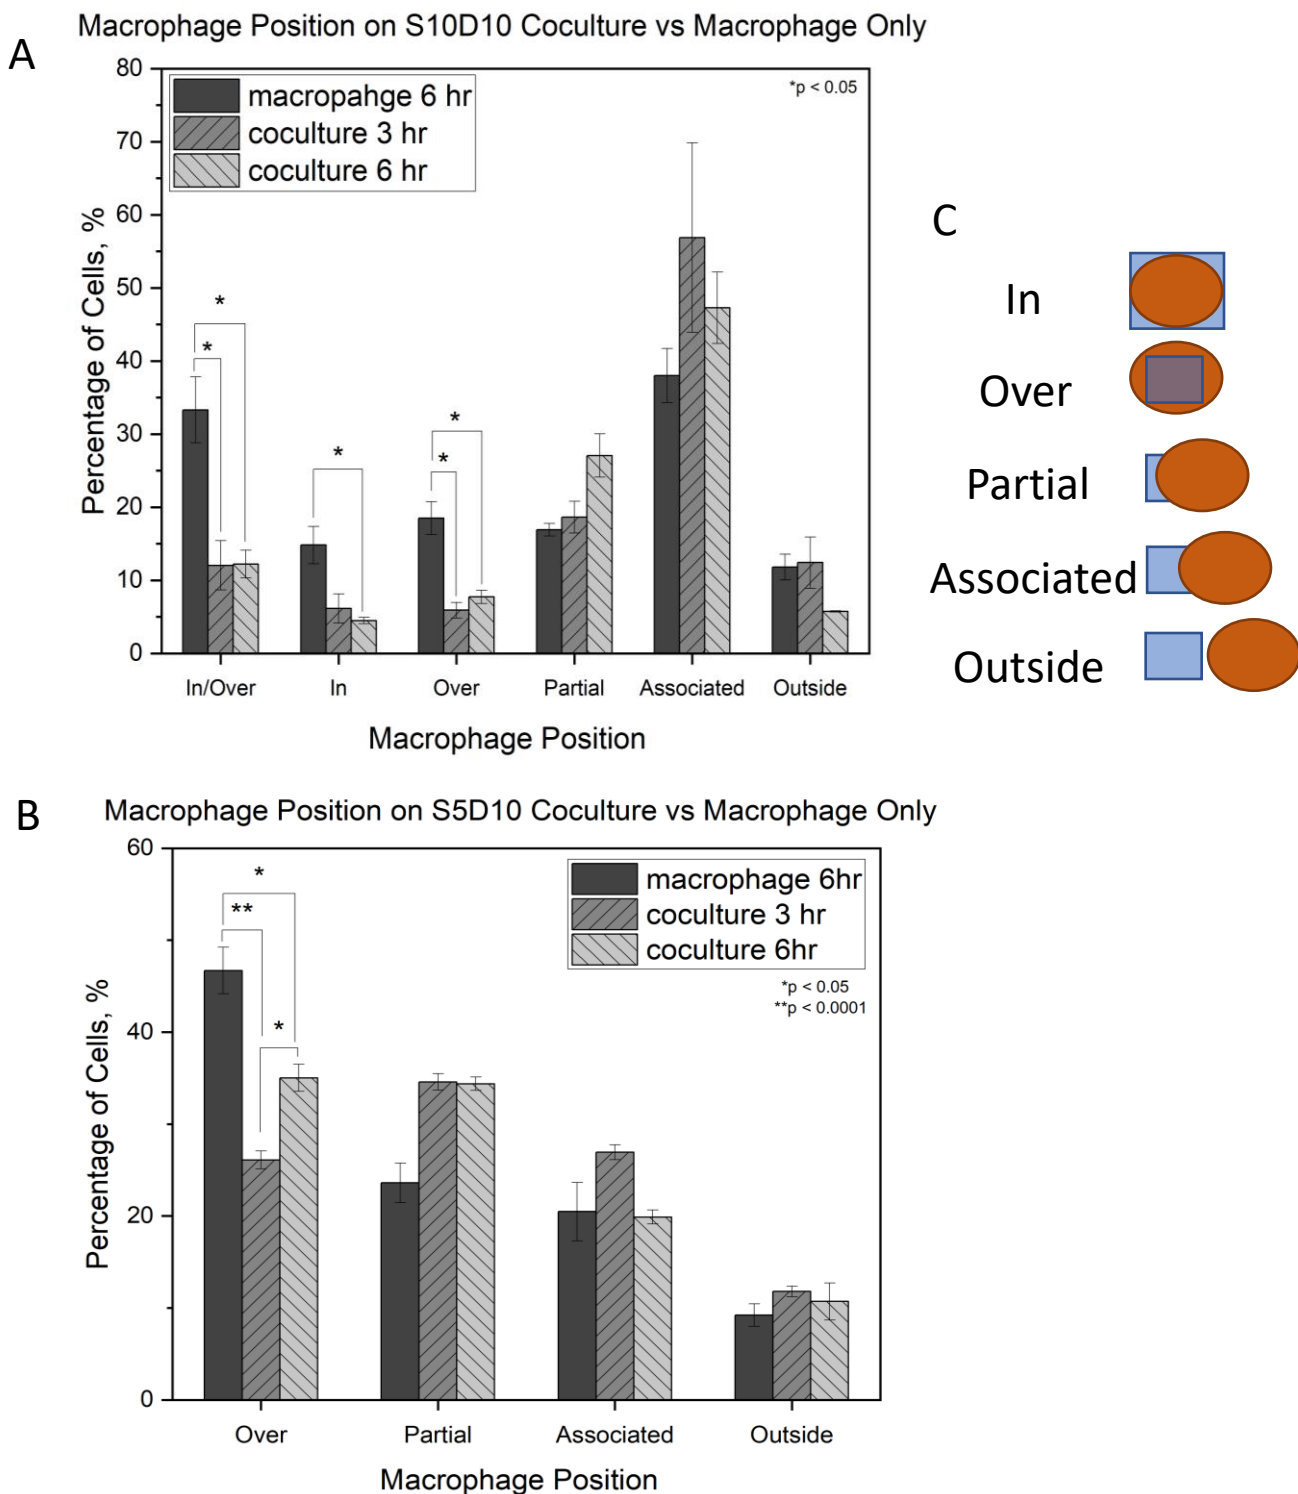 A
Macrophage Position on S10D10 Coculture vs Macrophage Only
80
70
60
50
40
30
20
10
0
Percentage of Cells, %
macropahge 6 hr
coculture 3 hr
coculture 6 hr
*p < 0.05
*
*
*
*
*
In/Over
In
Over
Partial
Associated
Outside
Macrophage Position
C
In
Over
Partial
Associated
Outside
B
Macrophage Position on S5D10 Coculture vs Macrophage Only
60
40
20
0
Percentage of Cells, %
macrophage 6hr
coculture 3 hr
coculture 6hr
*p < 0.05
**p < 0.0001
*
**
*
Over
Partial
Associated
Outside
Macrophage Position